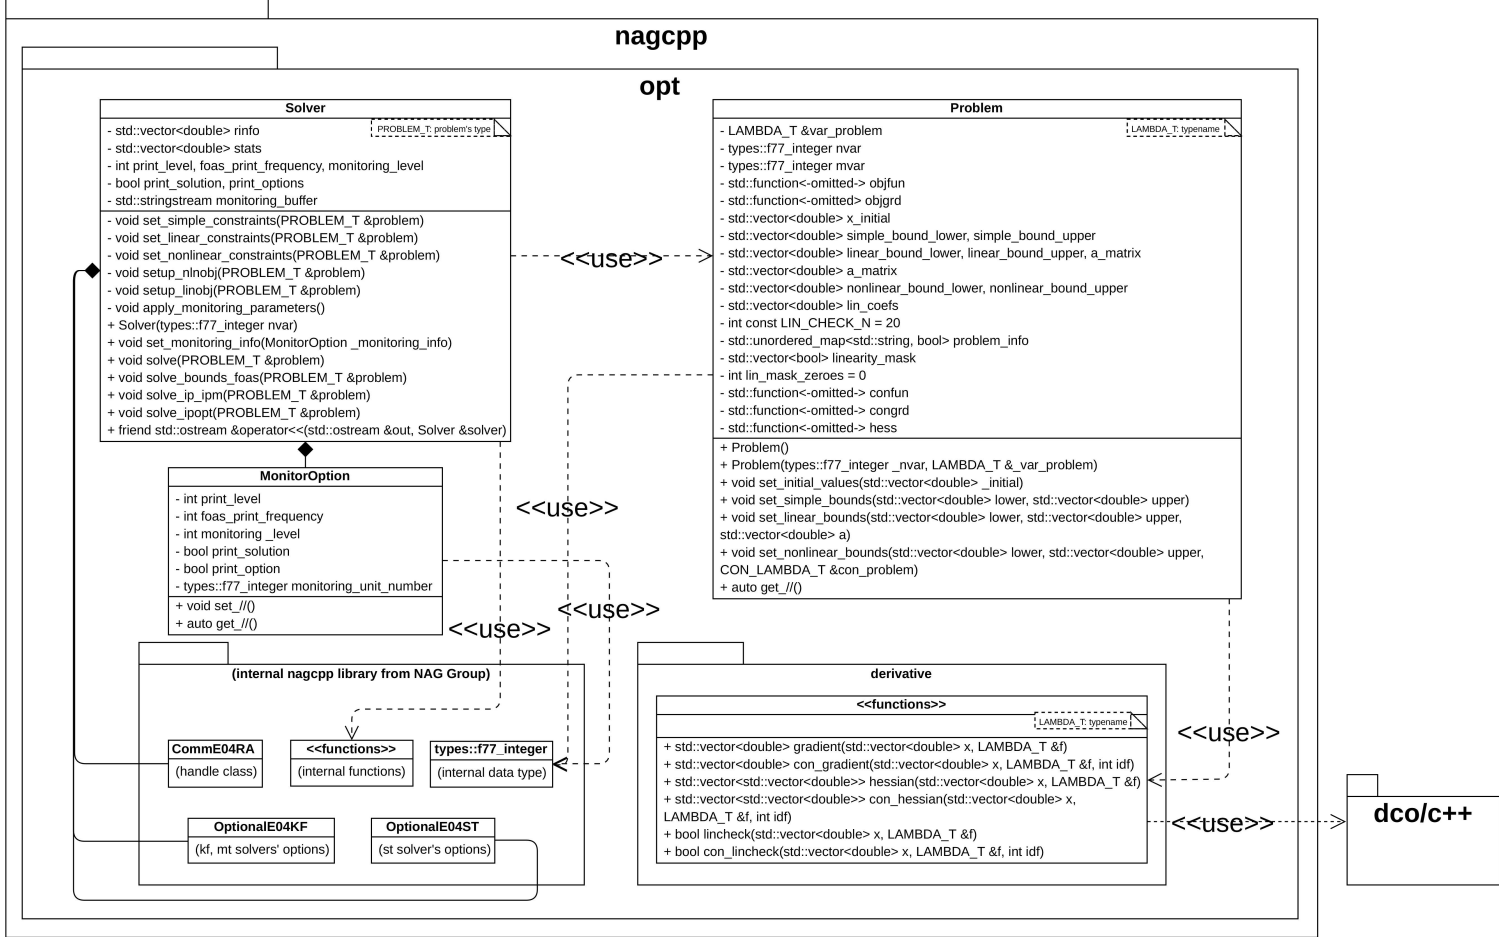 nagcpp
opt
Solver
PROBLEM_T: problem's type
- std::vector<double> rinfo
- std::vector<double> stats
- int print_level, foas_print_frequency, monitoring_level
- bool print_solution, print_options
- std::stringstream monitoring_buffer
- void set_simple_constraints(PROBLEM_T &problem)
- void set_linear_constraints(PROBLEM_T &problem)
- void set_nonlinear_constraints(PROBLEM_T &problem)
- void setup_nlnobj(PROBLEM_T &problem)
- void setup_linobj(PROBLEM_T &problem)
- void apply_monitoring_parameters()
+ Solver(types::f77_integer nvar)
+ void set_monitoring_info(MonitorOption _monitoring_info)
+ void solve(PROBLEM_T &problem)
+ void solve_bounds_foas(PROBLEM_T &problem)
+ void solve_ip_ipm(PROBLEM_T &problem)
+ void solve_ipopt(PROBLEM_T &problem)
+ friend std::ostream &operator<<(std::ostream &out, Solver &solver)
<<use>>
Problem
LAMBDA_T: typename
- LAMBDA_T &var_problem
- types::f77_integer nvar
- types::f77_integer mvar
- std::function<-omitted-> objfun
- std::function<-omitted-> objgrd
- std::vector<double> x_initial
- std::vector<double> simple_bound_lower, simple_bound_upper
- std::vector<double> linear_bound_lower, linear_bound_upper, a_matrix
- std::vector<double> a_matrix
- std::vector<double> nonlinear_bound_lower, nonlinear_bound_upper
- std::vector<double> lin_coefs
- int const LIN_CHECK_N = 20
- std::unordered_map<std::string, bool> problem_info
- std::vector<bool> linearity_mask
- int lin_mask_zeroes = 0
- std::function<-omitted-> confun
- std::function<-omitted-> congrd
- std::function<-omitted-> hess
+ Problem()
+ Problem(types::f77_integer _nvar, LAMBDA_T &_var_problem)
+ void set_initial_values(std::vector<double> _initial)
+ void set_simple_bounds(std::vector<double> lower, std::vector<double> upper)
+ void set_linear_bounds(std::vector<double> lower, std::vector<double> upper,
std::vector<double> a)
+ void set_nonlinear_bounds(std::vector<double> lower, std::vector<double> upper,
CON_LAMBDA_T &con_problem)
+ auto get_//()
MonitorOption
- int print_level
- int foas_print_frequency
- int monitoring _level
- bool print_solution
- bool print_option
- types::f77_integer monitoring_unit_number
+ void set_//()
+ auto get_//()
<<use>>
<<use>>
<<use>>
(internal nagcpp library from NAG Group)
CommE04RA
(handle class)
<<functions>>
(internal functions)
types::f77_integer
(internal data type)
OptionalE04KF
(kf, mt solvers' options)
OptionalE04ST
(st solver's options)
derivative
<<functions>>
LAMBDA_T: typename
+ std::vector<double> gradient(std::vector<double> x, LAMBDA_T &f)
+ std::vector<double> con_gradient(std::vector<double> x, LAMBDA_T &f, int idf)
+ std::vector<std::vector<double>> hessian(std::vector<double> x, LAMBDA_T &f)
+ std::vector<std::vector<double>> con_hessian(std::vector<double> x,
LAMBDA_T &f, int idf)
+ bool lincheck(std::vector<double> x, LAMBDA_T &f)
+ bool con_lincheck(std::vector<double> x, LAMBDA_T &f, int idf)
<<use>>
<<use>>
dco/c++